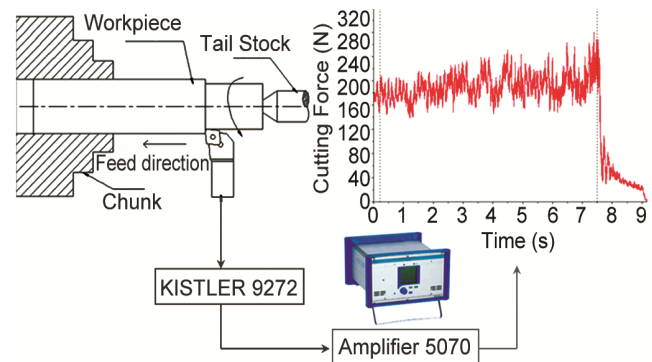 Workpiece
Tail Stock
Feed direction
Chunk
KISTLER 9272
Amplifier 5070
Cutting Force (N)
320
280
240
200
160
120
80
40
0
0 1 2 3 4 5 6 7 8 9
Time (s)